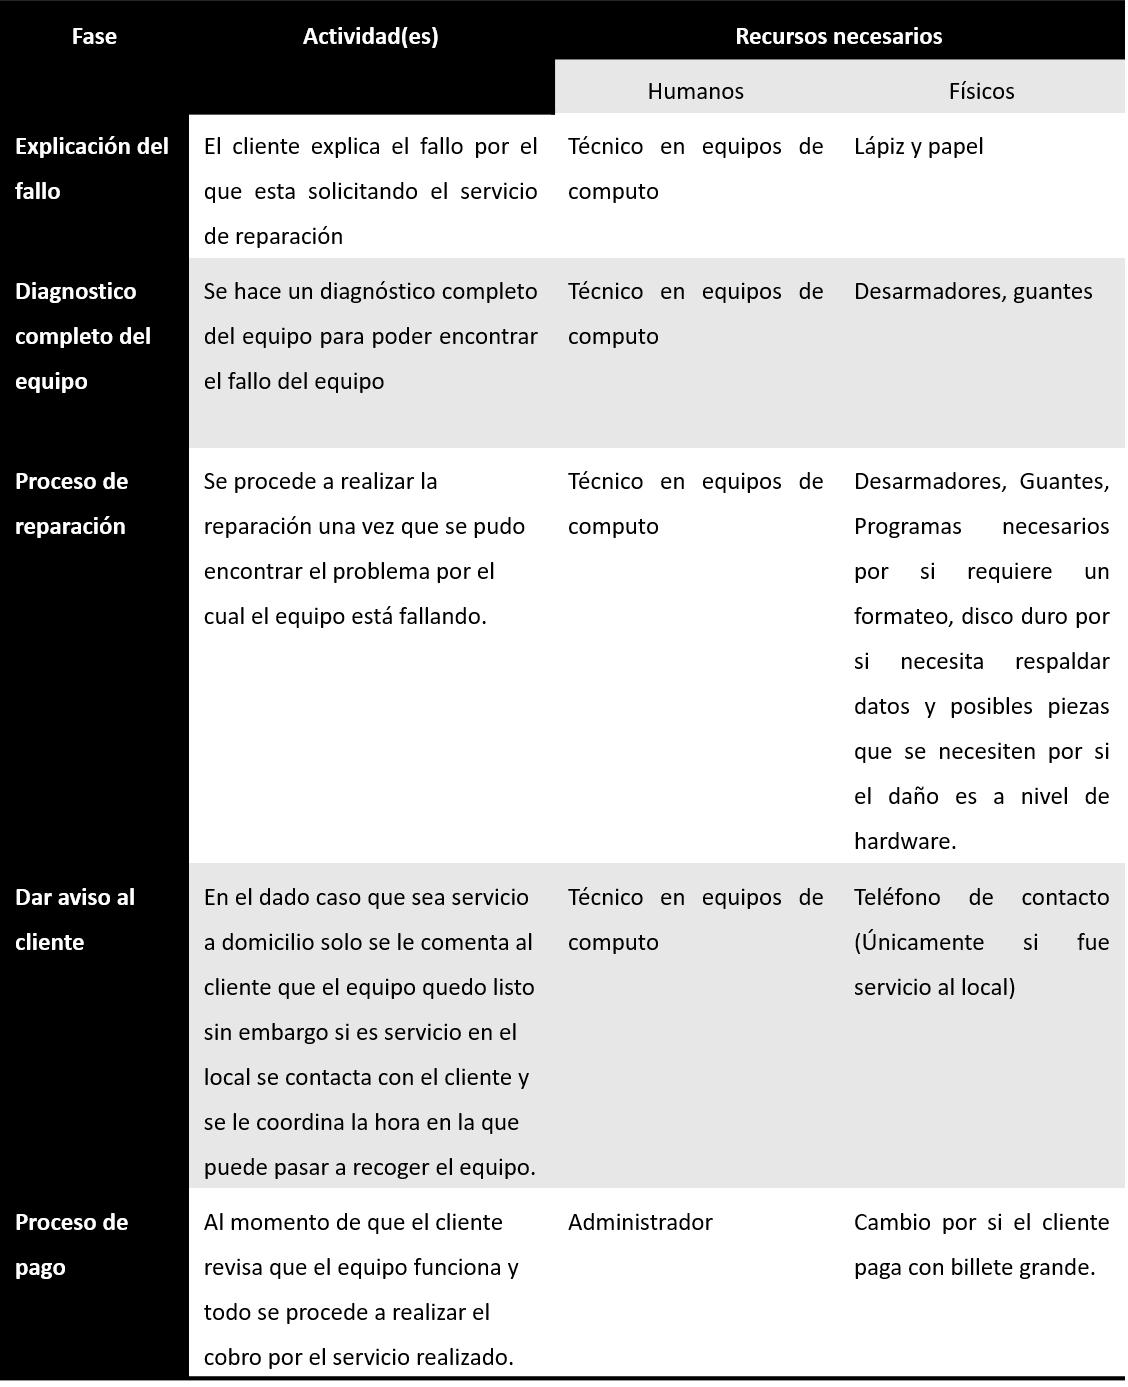 Fase
Actividad(es)
Recursos necesarios
Humanos
Físicos
Explicación del
fallo
El cliente explica el fallo por el
que esta solicitando el servicio
de reparación
Técnico en equipos de
computo
Lápiz y papel
Diagnostico
completo del
equipo
Se hace un diagnóstico completo
del equipo para poder encontrar
el fallo del equipo
Técnico en equipos de
computo
Desarmadores, guantes
Proceso de
reparación
Se procede a realizar la
reparación una vez que se pudo
encontrar el problema por el
cual el equipo está fallando.
Técnico en equipos de
computo
Desarmadores, Guantes,
Programas necesarios
por si requiere un
formateo, disco duro por
si necesita respaldar
datos y posibles piezas
que se necesiten por si
el daño es a nivel de
hardware.
Dar aviso al
cliente
En el dado caso que sea servicio
a domicilio solo se le comenta al
cliente que el equipo quedo listo
sin embargo si es servicio en el
local se contacta con el cliente y
se le coordina la hora en la que
puede pasar a recoger el equipo.
Técnico en equipos de
computo
Teléfono de contacto
(Únicamente si fue
servicio al local)
Proceso de
pago
Al momento de que el cliente
revisa que el equipo funciona y
todo se procede a realizar el
cobro por el servicio realizado.
Administrador
Cambio por si el cliente
paga con billete grande.